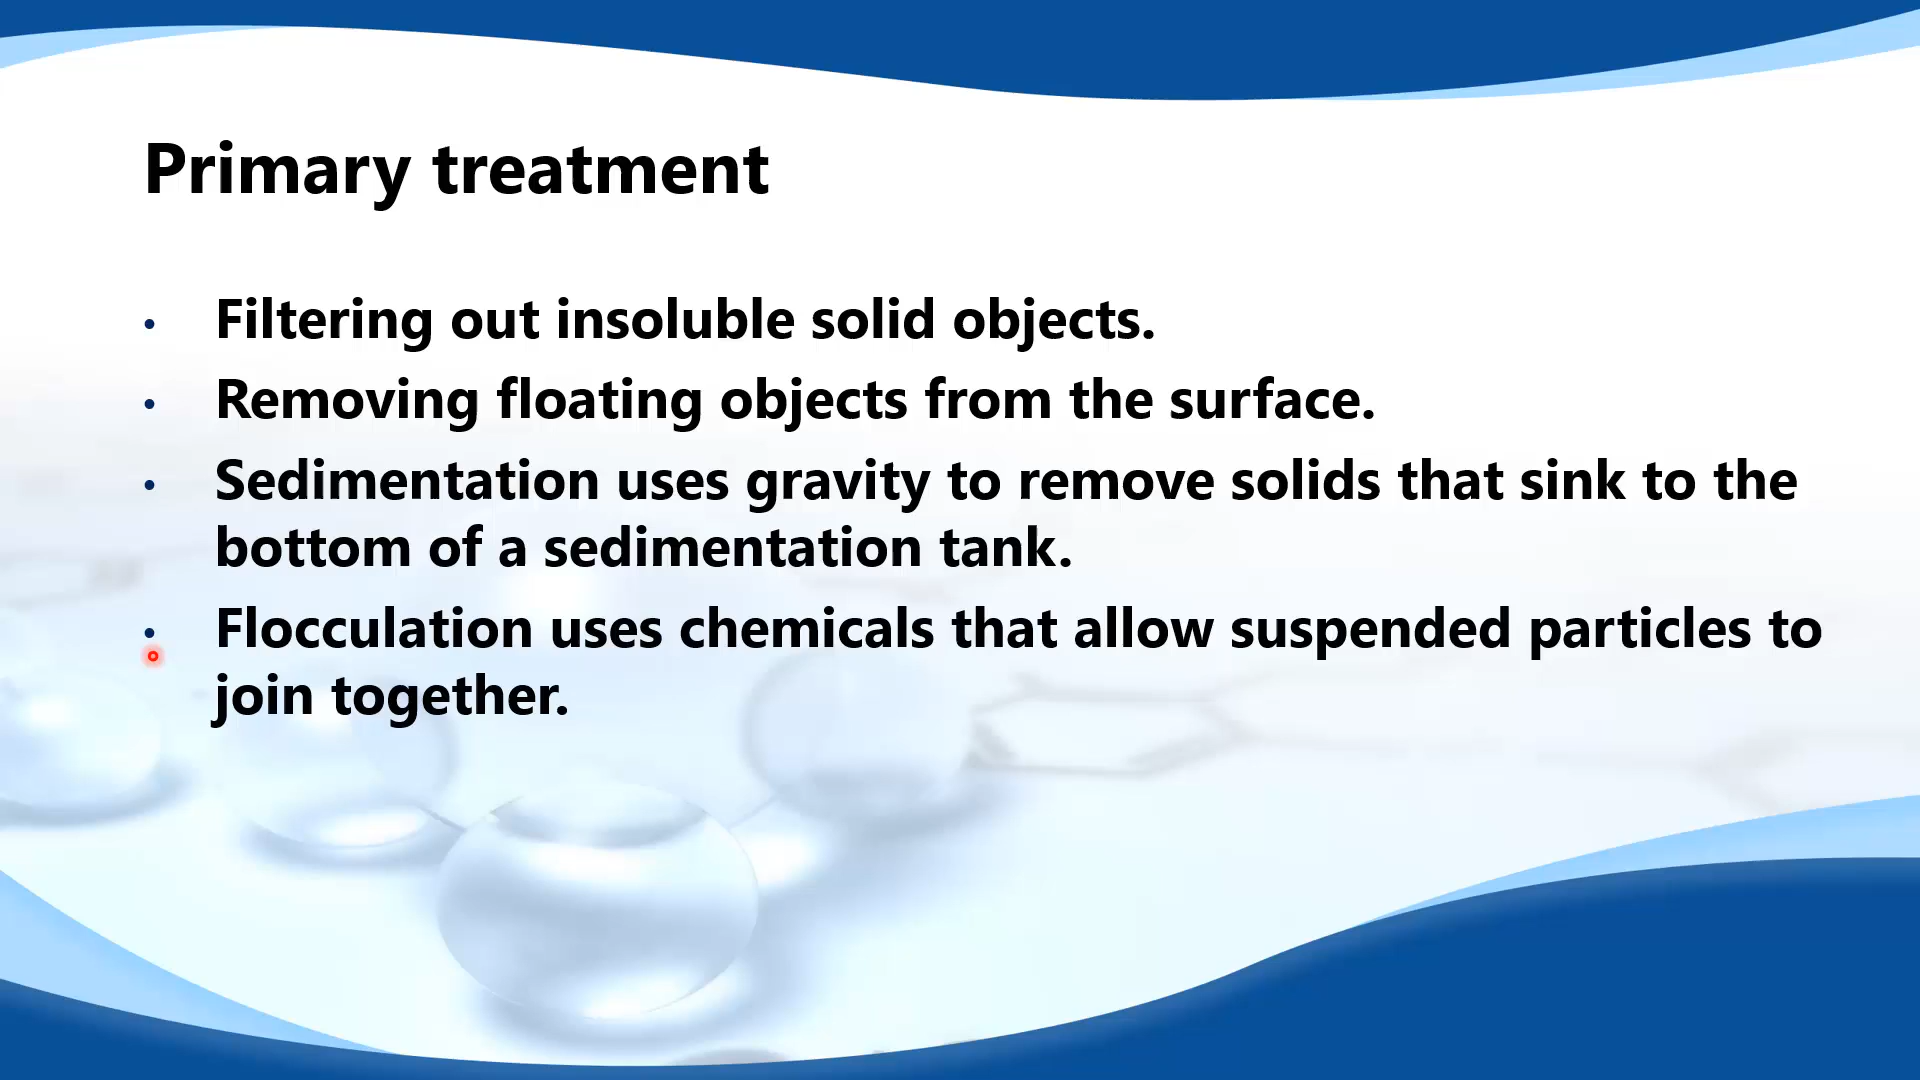 Primary treatment
• Filtering out insoluble solid objects.
• Removing floating objects from the surface.
• Sedimentation uses gravity to remove solids that sink to the
bottom of a sedimentation tank.
• Flocculation uses chemicals that allow suspended particles to
join together.